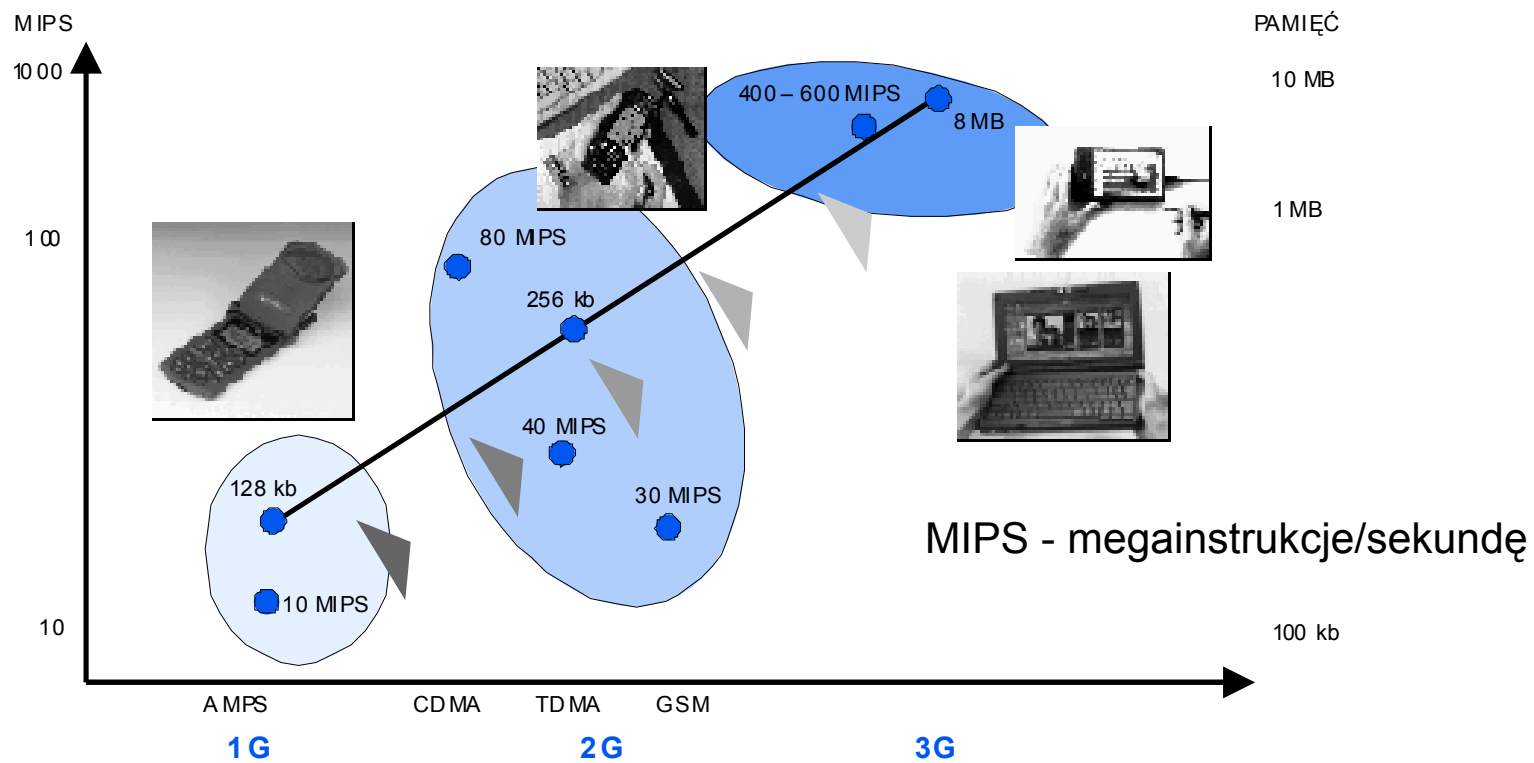 MIPS
PAMIĘĆ
1000
10 MB
400 – 600 MIPS
8 MB
1 MB
100
80 MIPS
256 kb
40 MIPS
128 kb
30 MIPS
MIPS - megainstrukcje/sekundę
10 MIPS
10
100 kb
AMPS CDMA TDMA GSM
1G 2G 3G